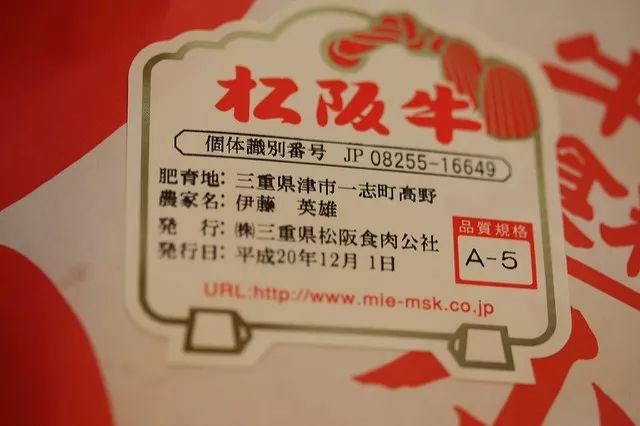 松阪牛
個体識別番号 JP 08255-16649
肥育地: 三重県津市一志町高野
農家名: 伊藤 英雄
発 行: ㈱三重県松阪食肉公社
発行日: 平成20年12月 1日
品質規格
A-5
URL:http://www.mie-msk.co.jp